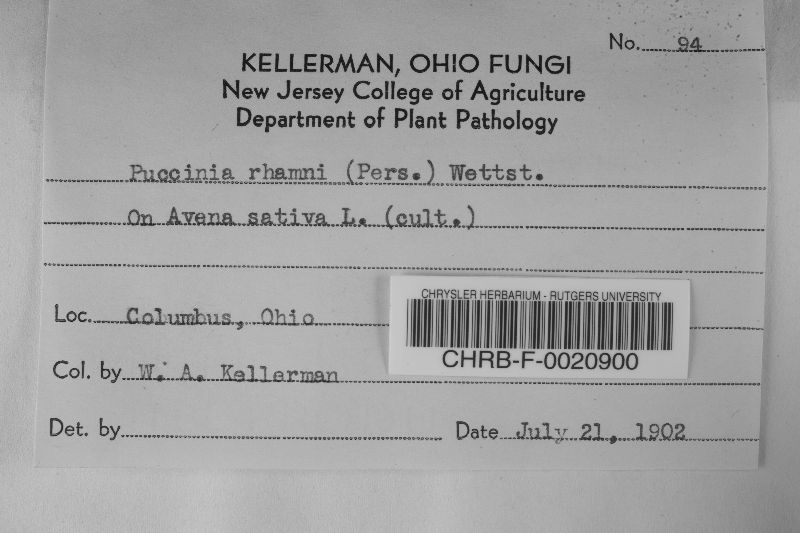 No. 94
KELLERMAN, OHIO FUNGI
New Jersey College of Agriculture
Department of Plant Pathology
Puccinia rhamni (Pers.) Wettst.
On Avena sativa L. (cult.)
Loc. Columbus, Ohio
CHRYSLER HERBARIUM - RUTGERS UNIVERSITY
CHRB-F-0020900
Col. by W. A. Kellerman
Det. by
Date July 21, 1902